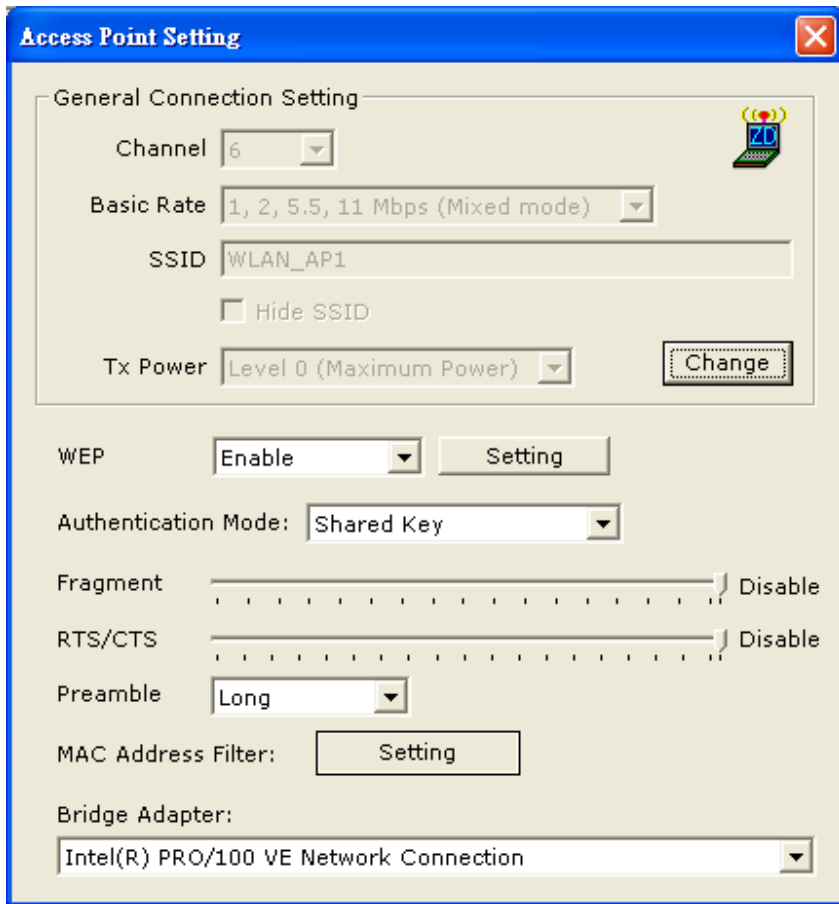 Access Point Setting
General Connection Setting
ZD
Channel 6
Basic Rate 1, 2, 5.5, 11 Mbps (Mixed mode)
SSID WLAN_AP1
Hide SSID
Tx Power Level 0 (Maximum Power) Change
WEP Enable Setting
Authentication Mode: Shared Key
Fragment Disable
RTS/CTS Disable
Preamble Long
MAC Address Filter: Setting
Bridge Adapter:
Intel(R) PRO/100 VE Network Connection